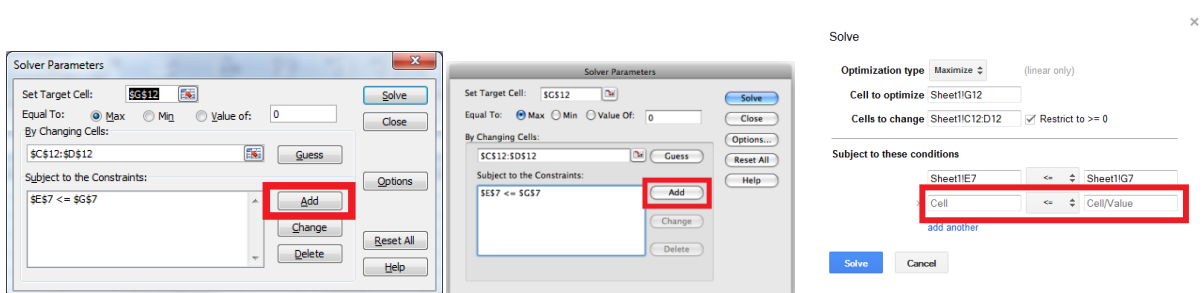 Solver Parameters
Set Target Cell: $G$12
Equal To: Max Min Value of: 0
By Changing Cells:
$C$12:$D$12
Guess
Subject to the Constraints:
$E$7 <= $G$7
Add
Change
Delete
Solve
Close
Options
Reset All
Help
Solver Parameters
Set Target Cell: $G$12
Equal To: Max Min Value Of: 0
By Changing Cells:
$C$12:$D$12
Guess
Subject to the Constraints:
$E$7 <= $G$7
Add
Change
Delete
Solve
Close
Options...
Reset All
Help
Solve
Optimization type Maximize (linear only)
Cell to optimize Sheet1!G12
Cells to change Sheet1!C12:D12 Restrict to >= 0
Subject to these conditions
Sheet1!E7 <= Sheet1!G7
Cell <= Cell/Value
add another
Solve Cancel